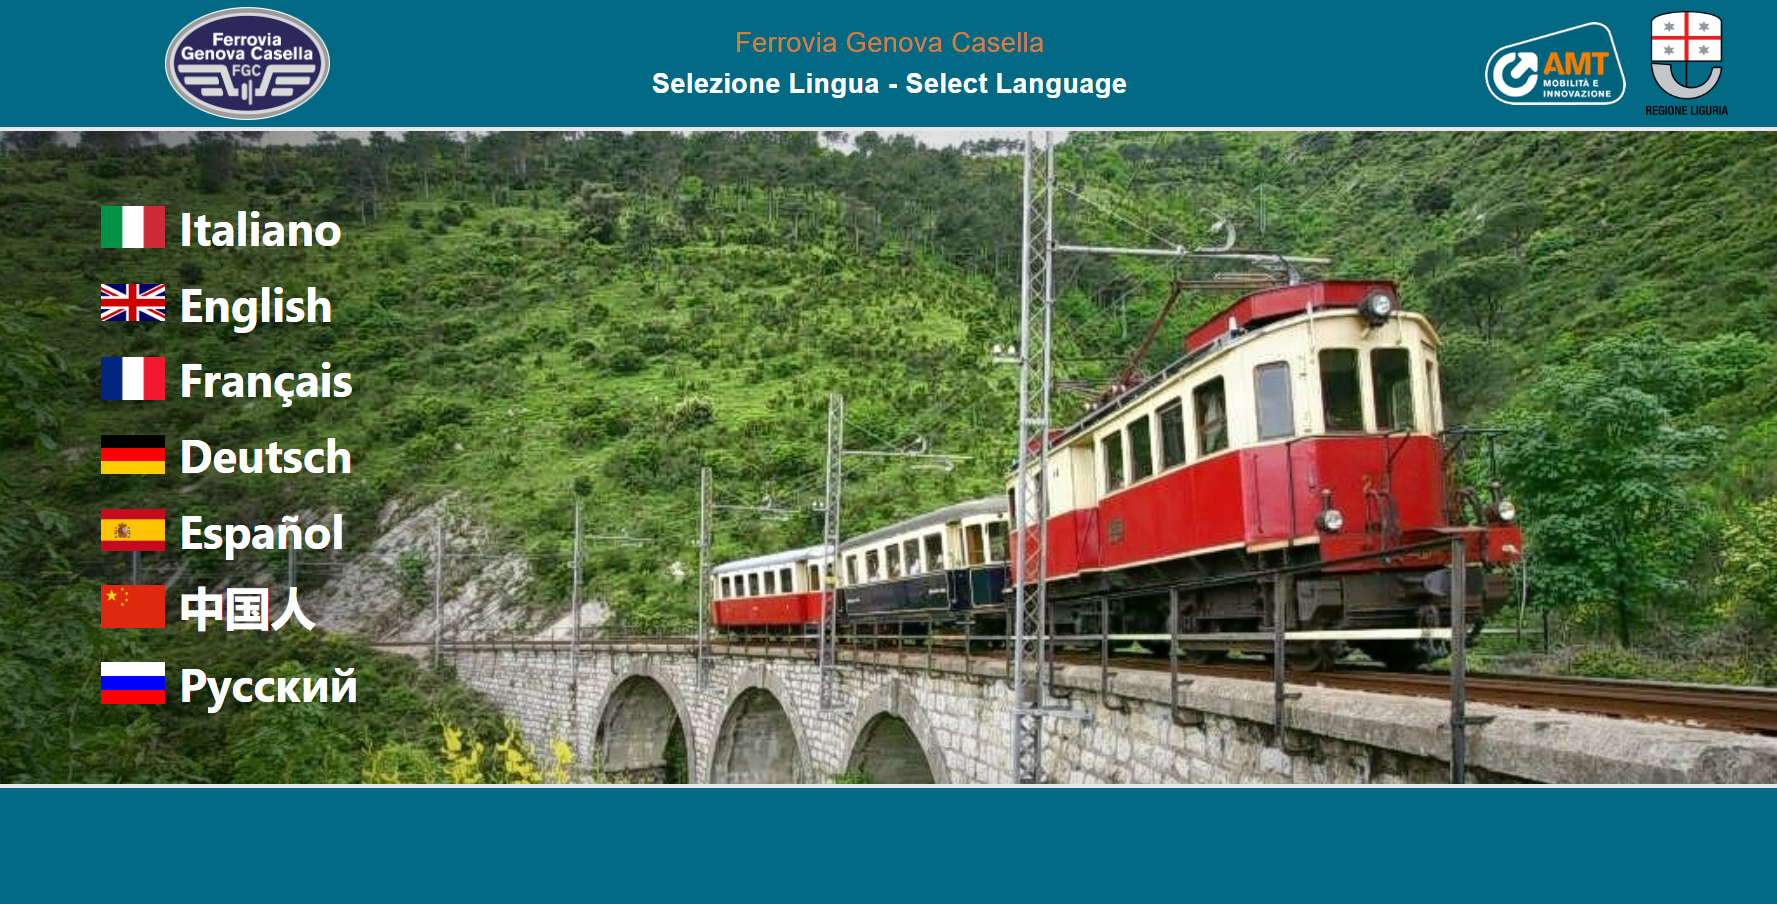 Ferrovia
Genova Casella
FGC
Ferrovia Genova Casella
Selezione Lingua - Select Language
AMT
MOBILITÀ E
INNOVAZIONE
REGIONE LIGURIA
Italiano
English
Français
Deutsch
Español
中国人
Русский